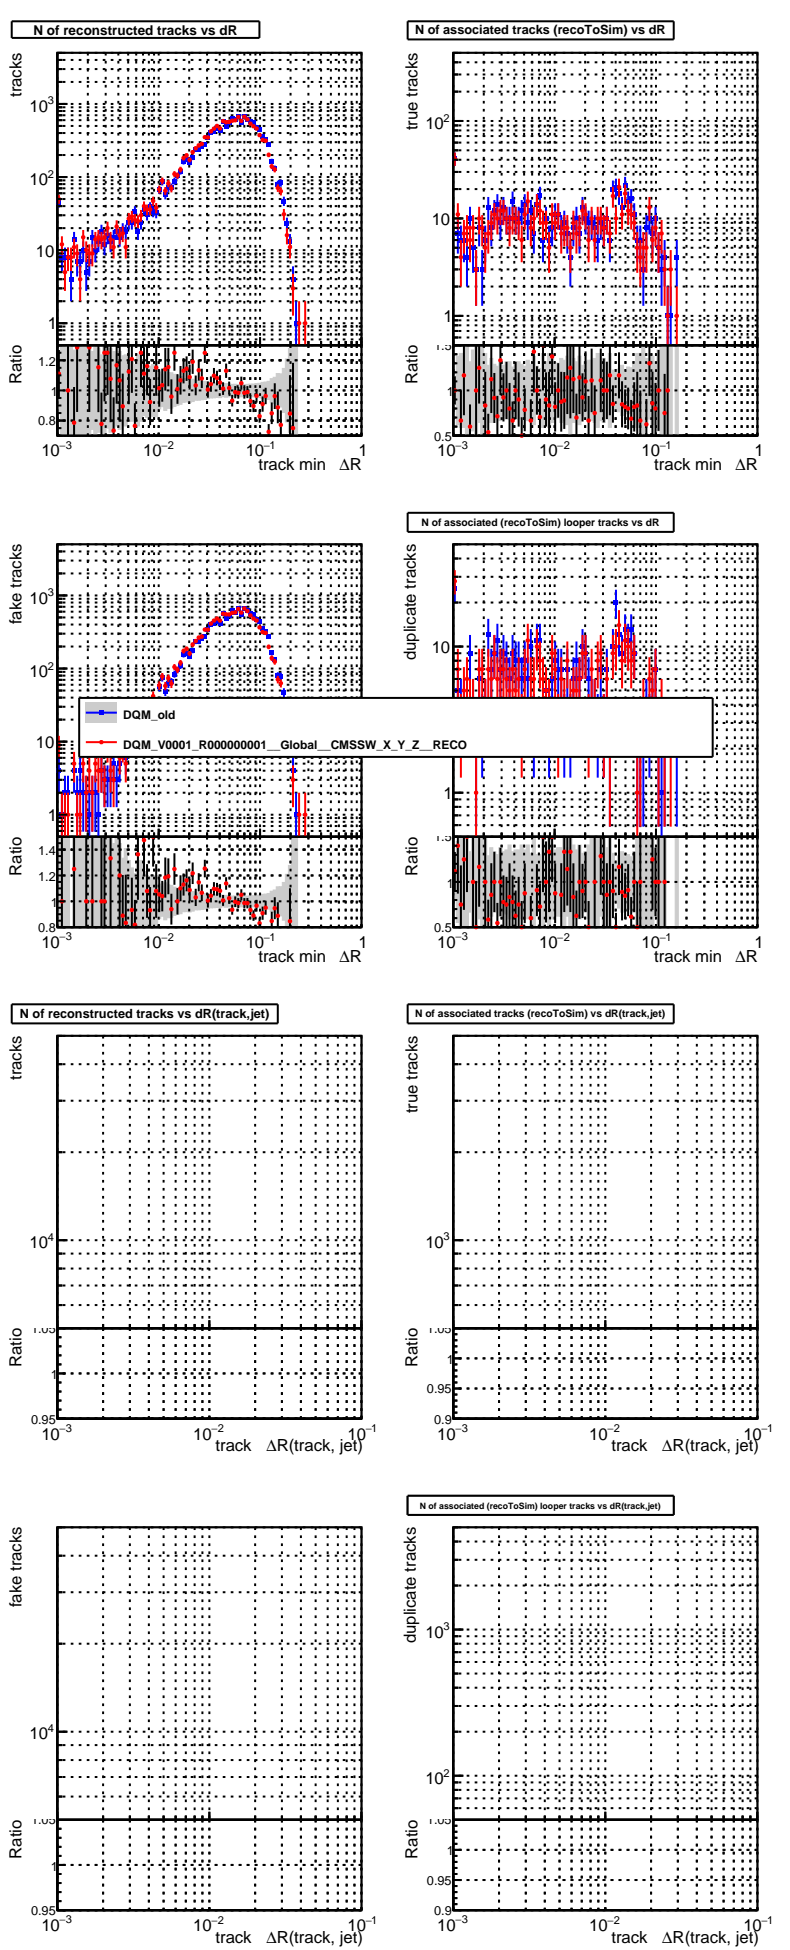 N of reconstructed tracks vs dR
tracks
10³
10²
10
1
Ratio
1.2
1
0.8
10⁻³
10⁻²
10⁻¹
1
track min ΔR
N of associated tracks (recoToSim) vs dR
true tracks
10²
10
1
Ratio
1
0.5
10⁻³
10⁻²
10⁻¹
1
track min ΔR
fake tracks
10³
10²
10
1
Ratio
1.4
1.2
1
0.8
10⁻³
10⁻²
10⁻¹
1
track min ΔR
N of associated (recoToSim) looper tracks vs dR
duplicate tracks
10
1
Ratio
1
0.5
10⁻³
10⁻²
10⁻¹
1
track min ΔR
DQM_old
DQM_V0001_R000000001__Global__CMSSW_X_Y_Z__RECO
N of reconstructed tracks vs dR(track,jet)
tracks
10⁴
Ratio
1.05
1
0.95
10⁻³
10⁻²
10⁻¹
track ΔR(track, jet)
N of associated tracks (recoToSim) vs dR(track,jet)
true tracks
10³
Ratio
1.05
1
0.95
0.9
10⁻³
10⁻²
10⁻¹
track ΔR(track, jet)
fake tracks
10⁴
Ratio
1.05
1
0.95
10⁻³
10⁻²
10⁻¹
track ΔR(track, jet)
N of associated (recoToSim) looper tracks vs dR(track,jet)
duplicate tracks
10³
10²
Ratio
1.05
1
0.95
0.9
10⁻³
10⁻²
10⁻¹
track ΔR(track, jet)